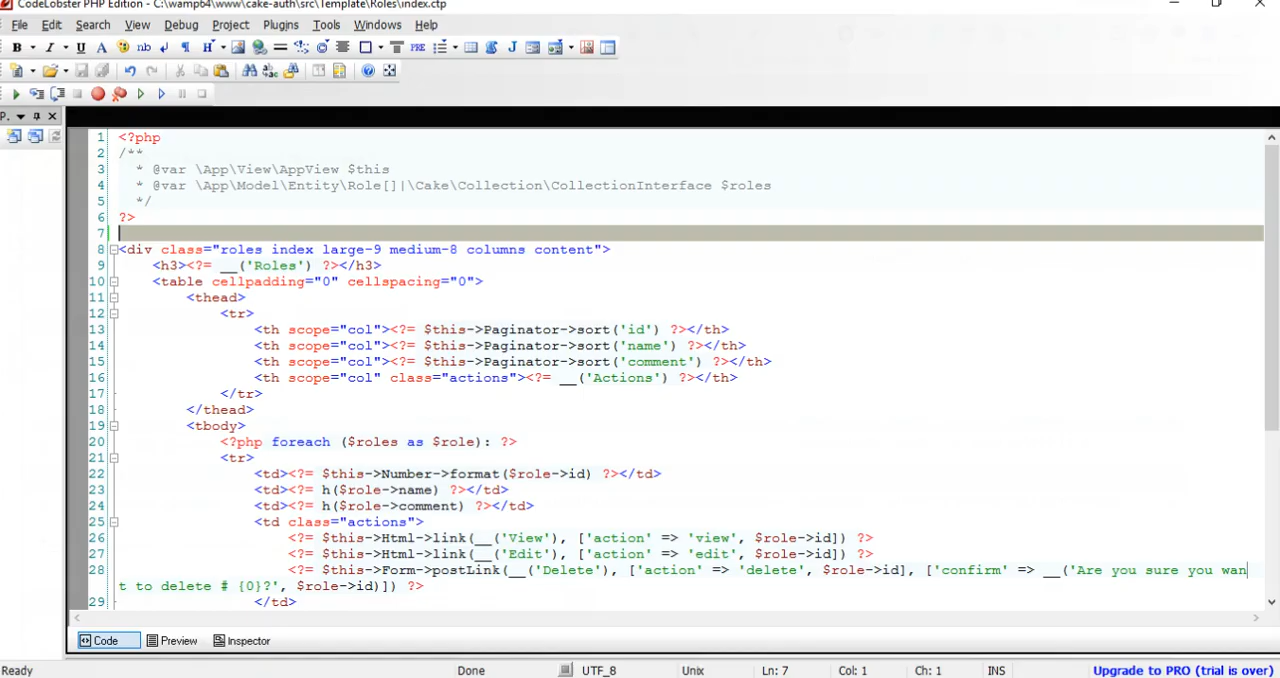 CodeLobster PHP Edition - C:\wamp64\www\cake-auth\src\Template\Roles\index.ctp
File Edit Search View Debug Project Plugins Tools Windows Help
B I U A nb ¶ H PRE J
P.
1 <?php
2 /**
3 * @var \App\View\AppView $this
4 * @var \App\Model\Entity\Role[]|\Cake\Collection\CollectionInterface $roles
5 */
6 ?>
7
8 <div class="roles index large-9 medium-8 columns content">
9 <h3><?= __('Roles') ?></h3>
10 <table cellpadding="0" cellspacing="0">
11 <thead>
12 <tr>
13 <th scope="col"><?= $this->Paginator->sort('id') ?></th>
14 <th scope="col"><?= $this->Paginator->sort('name') ?></th>
15 <th scope="col"><?= $this->Paginator->sort('comment') ?></th>
16 <th scope="col" class="actions"><?= __('Actions') ?></th>
17 </tr>
18 </thead>
19 <tbody>
20 <?php foreach ($roles as $role): ?>
21 <tr>
22 <td><?= $this->Number->format($role->id) ?></td>
23 <td><?= h($role->name) ?></td>
24 <td><?= h($role->comment) ?></td>
25 <td class="actions">
26 <?= $this->Html->link(__('View'), ['action' => 'view', $role->id]) ?>
27 <?= $this->Html->link(__('Edit'), ['action' => 'edit', $role->id]) ?>
28 <?= $this->Form->postLink(__('Delete'), ['action' => 'delete', $role->id], ['confirm' => __('Are you sure you wan
t to delete # {0}?', $role->id)]) ?>
29 </td>
Code Preview Inspector
Ready Done UTF_8 Unix Ln: 7 Col: 1 Ch: 1 INS Upgrade to PRO (trial is over)